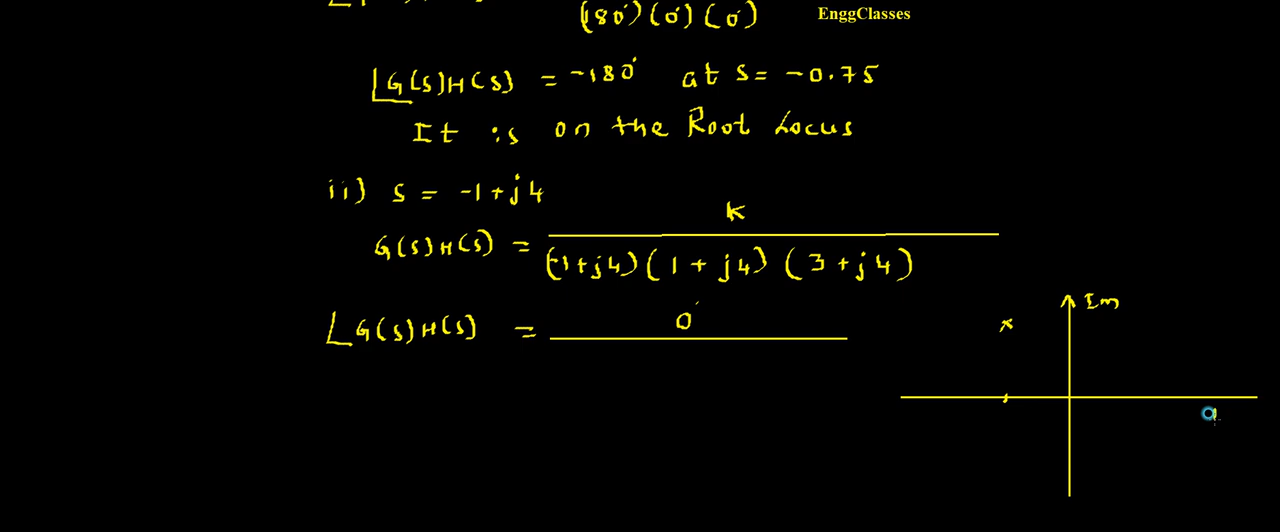 EnggClasses
(180°)(0°)(0°)
∠G(s)H(s) = -180° at s = -0.75
It is on the Root Locus
ii) s = -1+j4
K
G(s)H(s) =
(-1+j4)(1+j4)(3+j4)
Im
∠G(s)H(s) =
0°